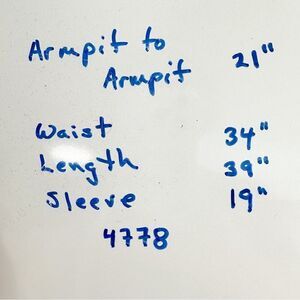 Armpit to
Armpit 21"
Waist 34"
Length 39"
Sleeve 19"
4778